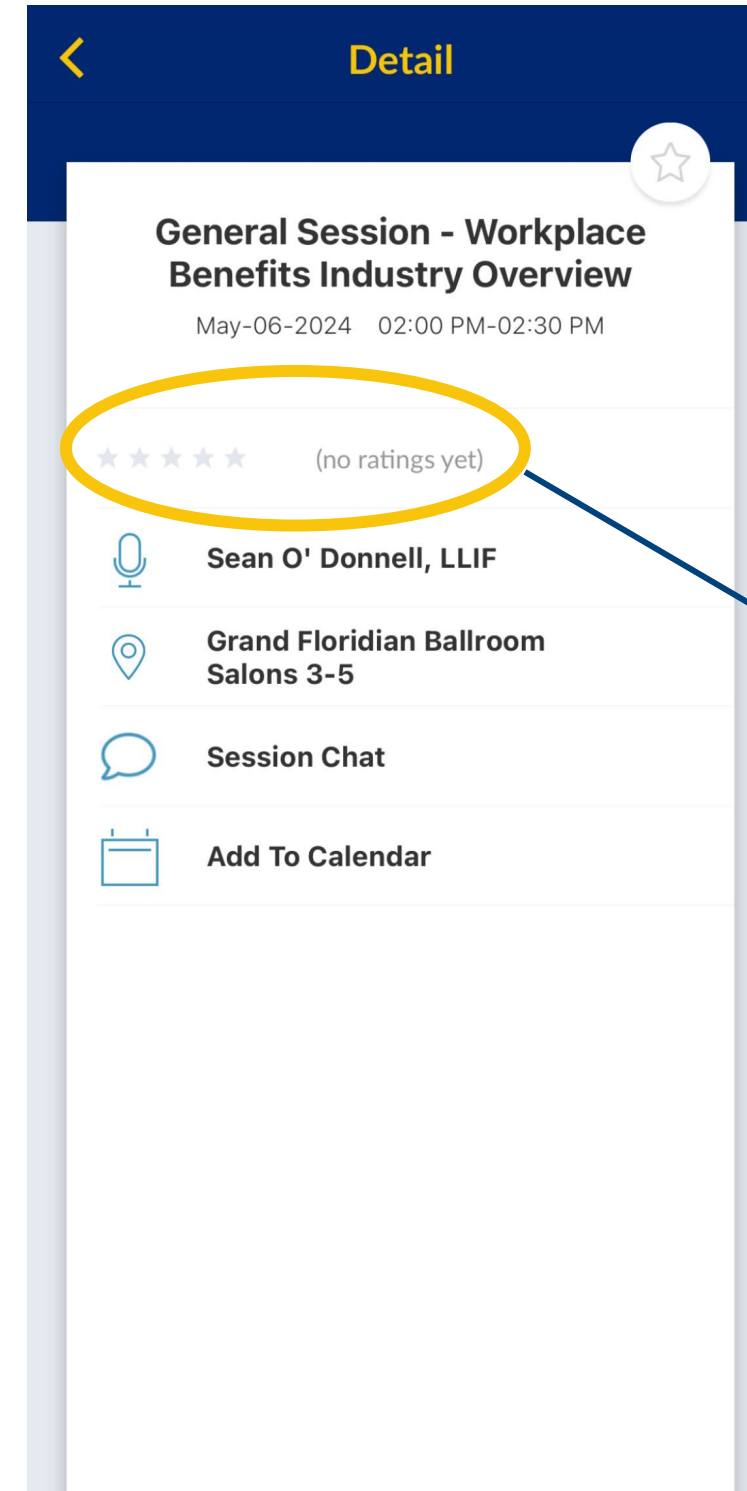 Detail
General Session - Workplace
Benefits Industry Overview
May-06-2024 02:00 PM-02:30 PM
(no ratings yet)
Sean O' Donnell, LLIF
Grand Floridian Ballroom
Salons 3-5
Session Chat
Add To Calendar